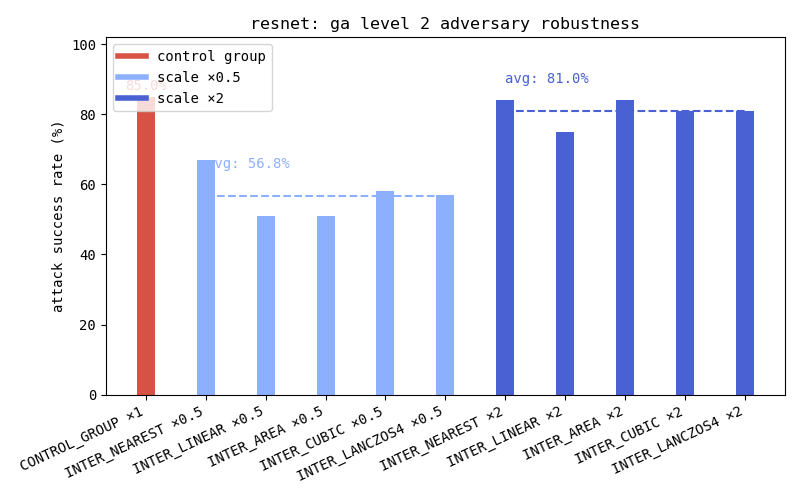 resnet: ga level 2 adversary robustness
attack success rate (%)
100
80
60
40
20
0
control group
scale ×0.5
scale ×2
85.0%
avg: 56.8%
avg: 81.0%
CONTROL_GROUP ×1
INTER_NEAREST ×0.5
INTER_LINEAR ×0.5
INTER_AREA ×0.5
INTER_CUBIC ×0.5
INTER_LANCZOS4 ×0.5
INTER_NEAREST ×2
INTER_LINEAR ×2
INTER_AREA ×2
INTER_CUBIC ×2
INTER_LANCZOS4 ×2